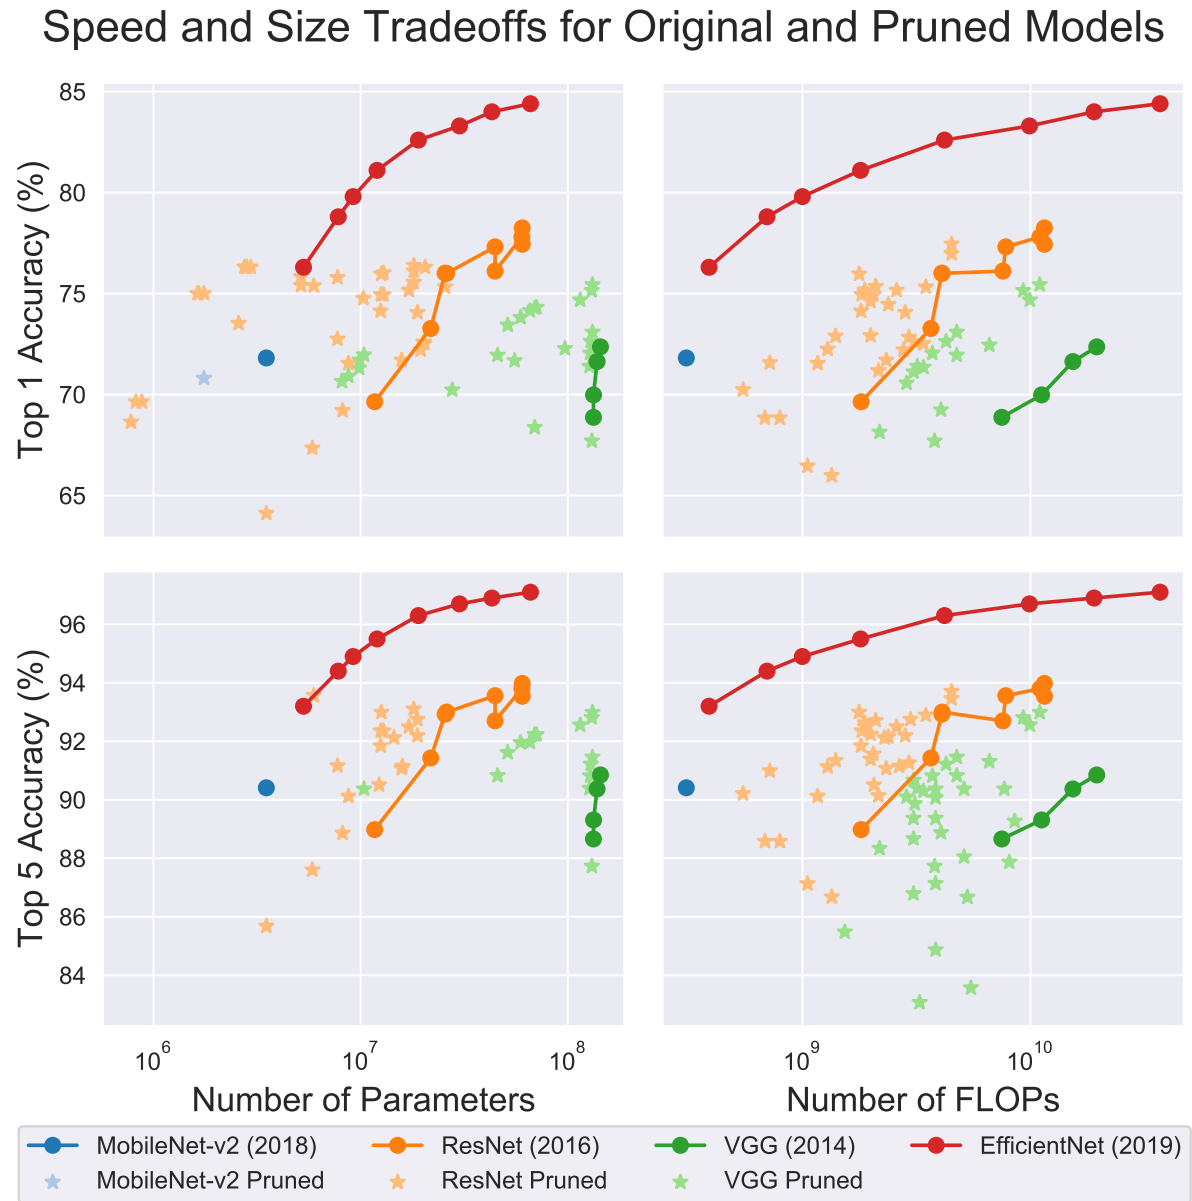 Speed and Size Tradeoffs for Original and Pruned Models
Top 1 Accuracy (%)
85
80
75
70
65
Top 5 Accuracy (%)
96
94
92
90
88
86
84
10^6 10^7 10^8
10^9 10^10
Number of Parameters
Number of FLOPs
MobileNet-v2 (2018) ResNet (2016) VGG (2014) EfficientNet (2019)
MobileNet-v2 Pruned ResNet Pruned VGG Pruned